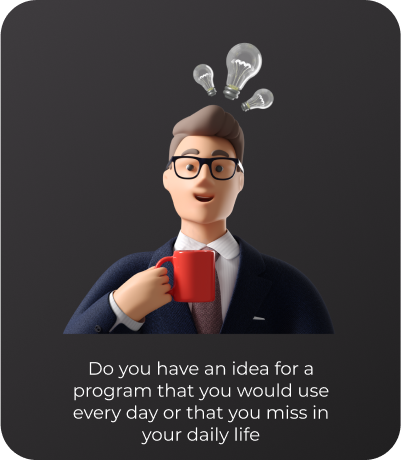 Do you have an idea for a
program that you would use
every day or that you miss in
your daily life